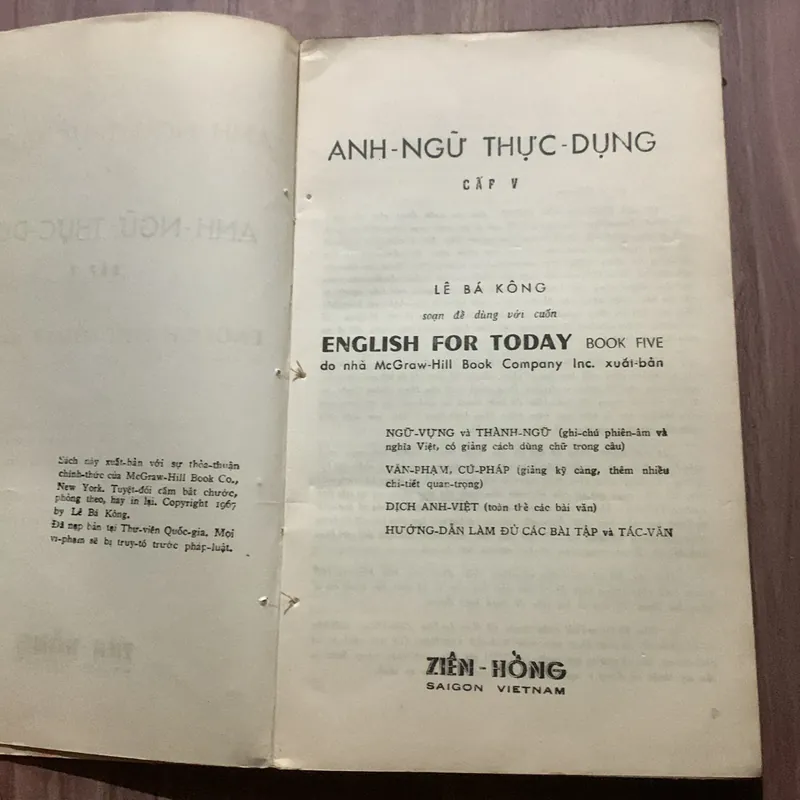 Sách này xuất-bản với sự thỏa-thuận
chính-thức của McGraw-Hill Book Co.,
New York. Tuyệt-đối cấm bắt chước,
phỏng theo, hay in lại. Copyright 1967
by Lê Bá Kông.
Đã nạp bản tại Thư-viện Quốc-gia. Mọi
vi-phạm sẽ bị truy-tố trước pháp-luật.
ANH-NGỮ THỰC-DỤNG
CẤP V
LÊ BÁ KÔNG
soạn để dùng với cuốn
ENGLISH FOR TODAY BOOK FIVE
do nhà McGraw-Hill Book Company Inc. xuất-bản
NGỮ-VỰNG và THÀNH-NGỮ (ghi-chú phiên-âm và
nghĩa Việt, có giảng cách dùng chữ trong câu)
VĂN-PHẠM, CÚ-PHÁP (giảng kỹ càng, thêm nhiều
chi-tiết quan-trọng)
DỊCH ANH-VIỆT (toàn thể các bài văn)
HƯỚNG-DẪN LÀM ĐỦ CÁC BÀI TẬP và TÁC-VĂN
ZIÊN-HỒNG
SAIGON VIETNAM